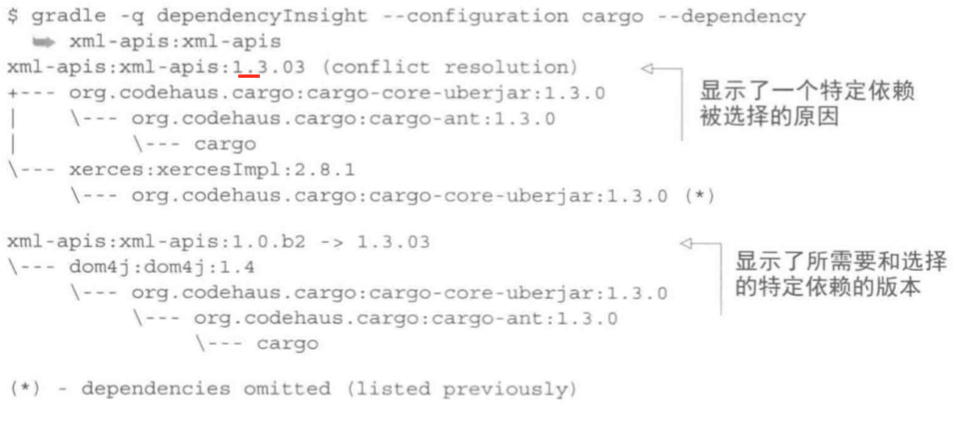 $ gradle -q dependencyInsight --configuration cargo --dependency
➥ xml-apis:xml-apis
xml-apis:xml-apis:1.3.03 (conflict resolution)
+--- org.codehaus.cargo:cargo-core-uberjar:1.3.0
|    \--- org.codehaus.cargo:cargo-ant:1.3.0
|         \--- cargo
\--- xerces:xercesImpl:2.8.1
     \--- org.codehaus.cargo:cargo-core-uberjar:1.3.0 (*)
显示了一个特定依赖
被选择的原因
xml-apis:xml-apis:1.0.b2 -> 1.3.03
\--- dom4j:dom4j:1.4
     \--- org.codehaus.cargo:cargo-core-uberjar:1.3.0
          \--- org.codehaus.cargo:cargo-ant:1.3.0
               \--- cargo
显示了所需要和选择
的特定依赖的版本
(*) - dependencies omitted (listed previously)